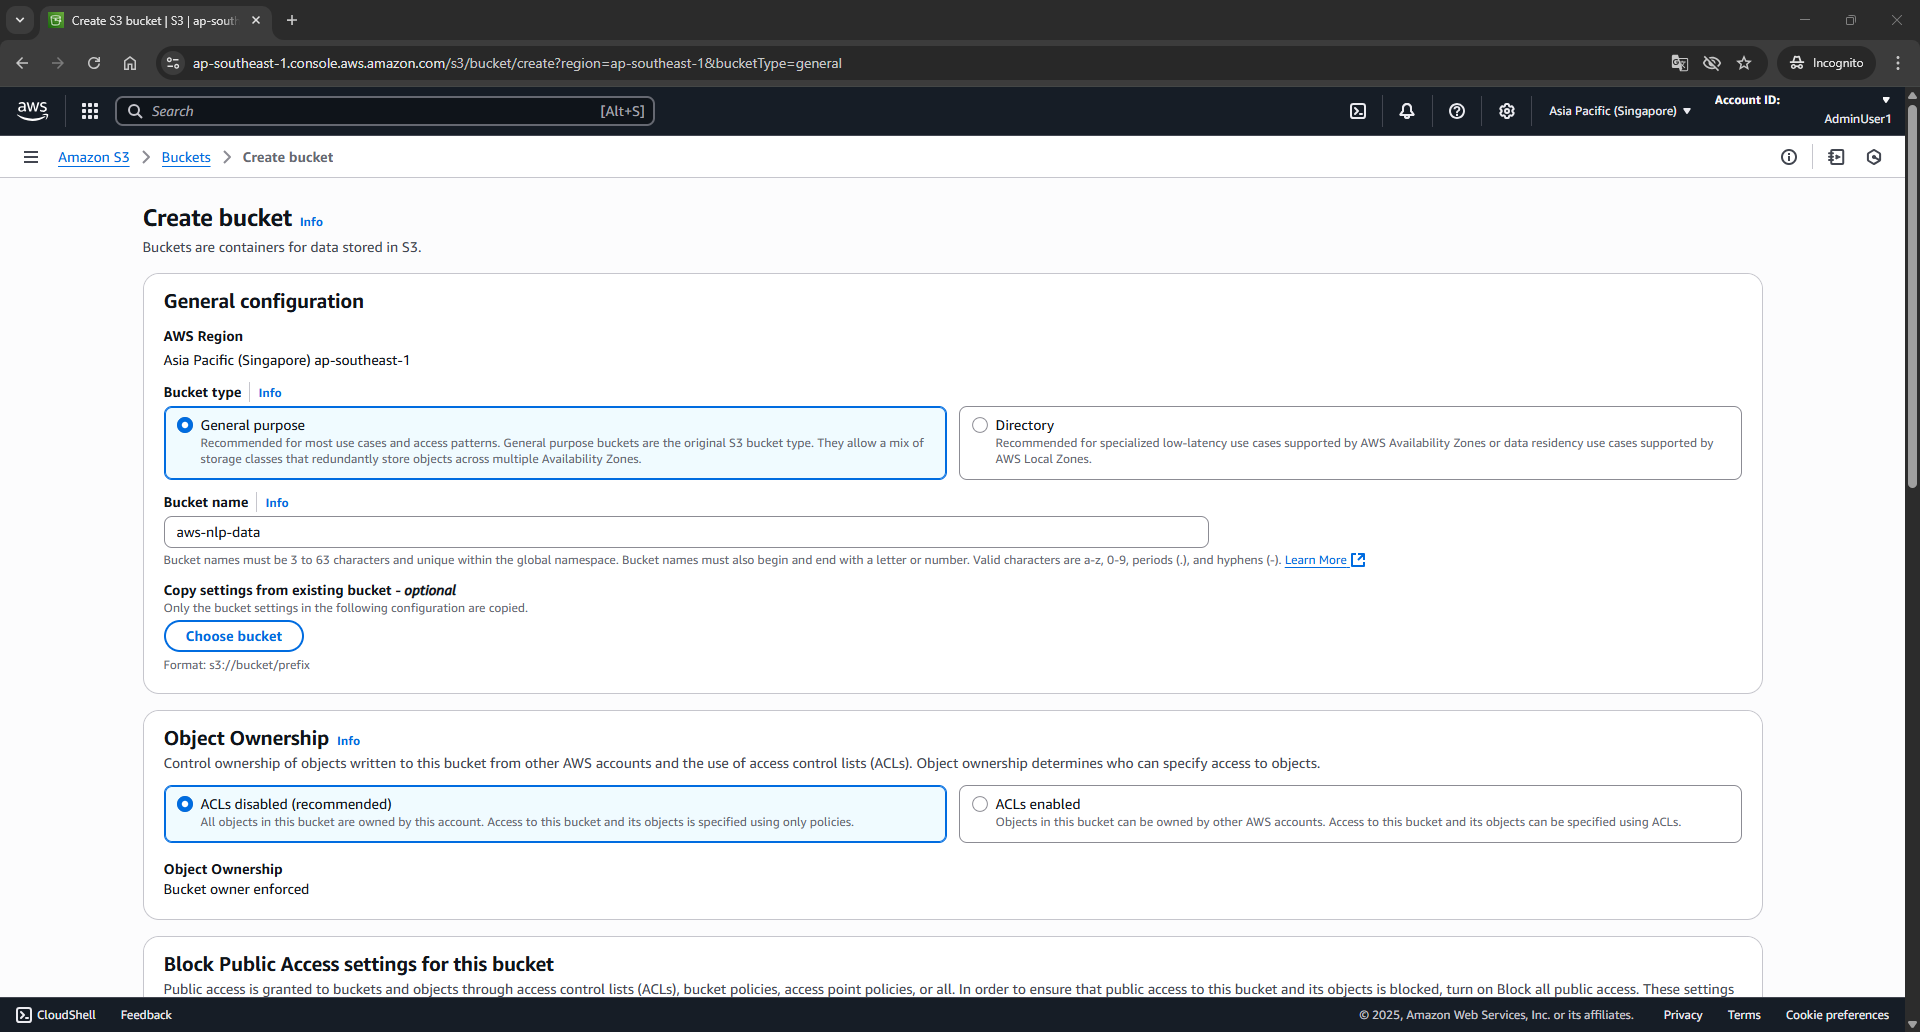 Create S3 bucket | S3 | ap-sout
ap-southeast-1.console.aws.amazon.com/s3/bucket/create?region=ap-southeast-1&bucketType=general
Incognito
aws
Search [Alt+S]
Asia Pacific (Singapore)
Account ID:
AdminUser1
Amazon S3 Buckets Create bucket
Create bucket Info
Buckets are containers for data stored in S3.
General configuration
AWS Region
Asia Pacific (Singapore) ap-southeast-1
Bucket type Info
General purpose
Recommended for most use cases and access patterns. General purpose buckets are the original S3 bucket type. They allow a mix of
storage classes that redundantly store objects across multiple Availability Zones.
Directory
Recommended for specialized low-latency use cases supported by AWS Availability Zones or data residency use cases supported by
AWS Local Zones.
Bucket name Info
aws-nlp-data
Bucket names must be 3 to 63 characters and unique within the global namespace. Bucket names must also begin and end with a letter or number. Valid characters are a-z, 0-9, periods (.), and hyphens (-). Learn More
Copy settings from existing bucket - optional
Only the bucket settings in the following configuration are copied.
Choose bucket
Format: s3://bucket/prefix
Object Ownership Info
Control ownership of objects written to this bucket from other AWS accounts and the use of access control lists (ACLs). Object ownership determines who can specify access to objects.
ACLs disabled (recommended)
All objects in this bucket are owned by this account. Access to this bucket and its objects is specified using only policies.
ACLs enabled
Objects in this bucket can be owned by other AWS accounts. Access to this bucket and its objects can be specified using ACLs.
Object Ownership
Bucket owner enforced
Block Public Access settings for this bucket
Public access is granted to buckets and objects through access control lists (ACLs), bucket policies, access point policies, or all. In order to ensure that public access to this bucket and its objects is blocked, turn on Block all public access. These settings
CloudShell Feedback
© 2025, Amazon Web Services, Inc. or its affiliates. Privacy Terms Cookie preferences